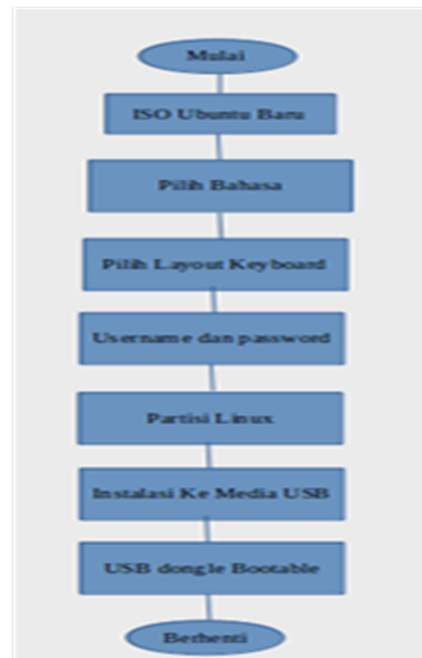 Mulai
ISO Ubuntu Baru
Pilih Bahasa
Pilih Layout Keyboard
Username dan password
Partisi Linux
Instalasi Ke Media USB
USB dongle Bootable
Berhenti